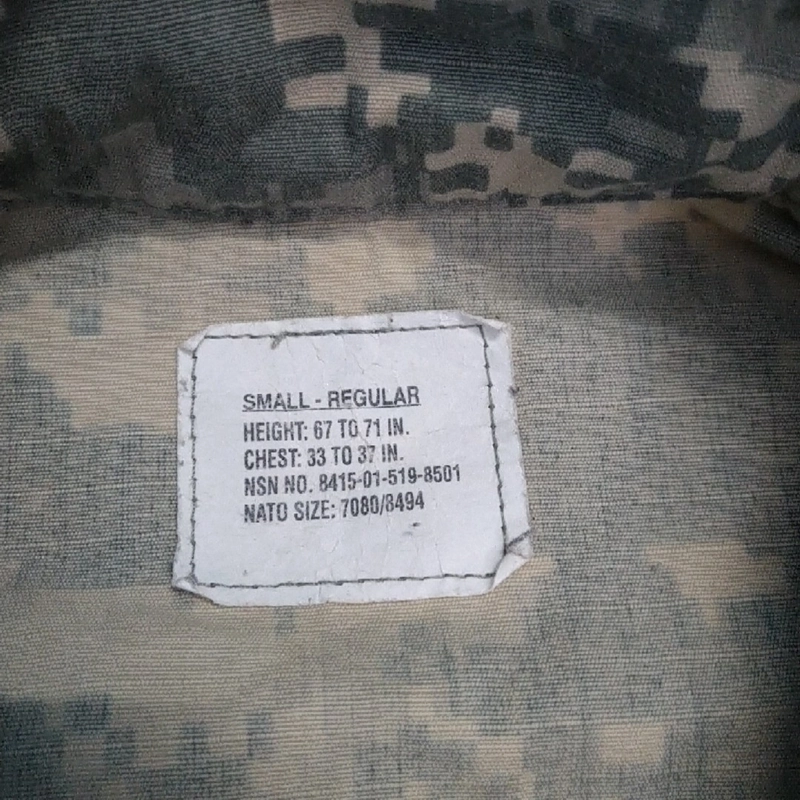 SMALL - REGULAR
HEIGHT: 67 TO 71 IN.
CHEST: 33 TO 37 IN.
NSN NO. 8415-01-519-8501
NATO SIZE: 7080/8494